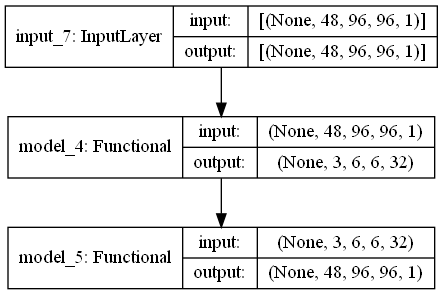 input_7: InputLayer
input: [(None, 48, 96, 96, 1)]
output: [(None, 48, 96, 96, 1)]
model_4: Functional
input: (None, 48, 96, 96, 1)
output: (None, 3, 6, 6, 32)
model_5: Functional
input: (None, 3, 6, 6, 32)
output: (None, 48, 96, 96, 1)